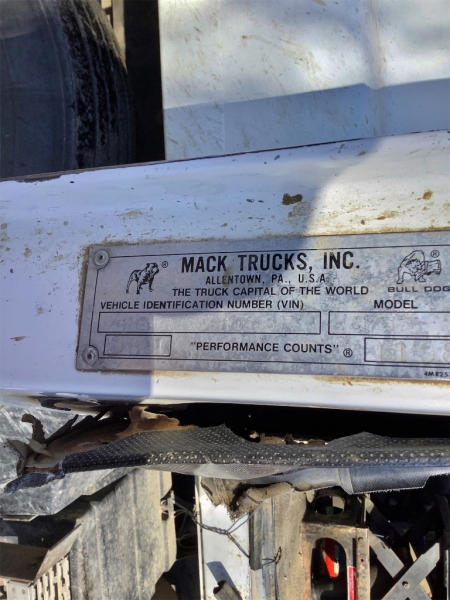 MACK TRUCKS, INC.
ALLENTOWN, PA., U.S.A
THE TRUCK CAPITAL OF THE WORLD
BULL DOG
VEHICLE IDENTIFICATION NUMBER (VIN)
MODEL
"PERFORMANCE COUNTS" ®